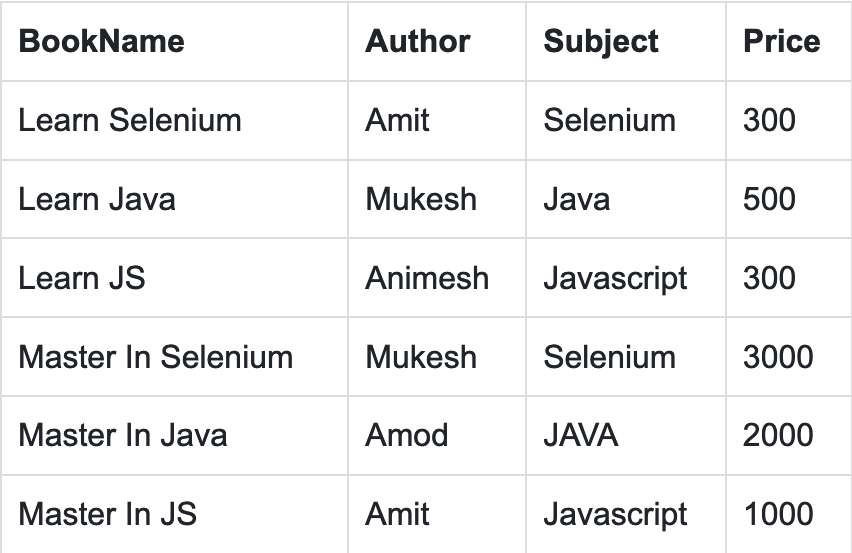 BookName Author Subject Price
Learn Selenium Amit Selenium 300
Learn Java Mukesh Java 500
Learn JS Animesh Javascript 300
Master In Selenium Mukesh Selenium 3000
Master In Java Amod JAVA 2000
Master In JS Amit Javascript 1000